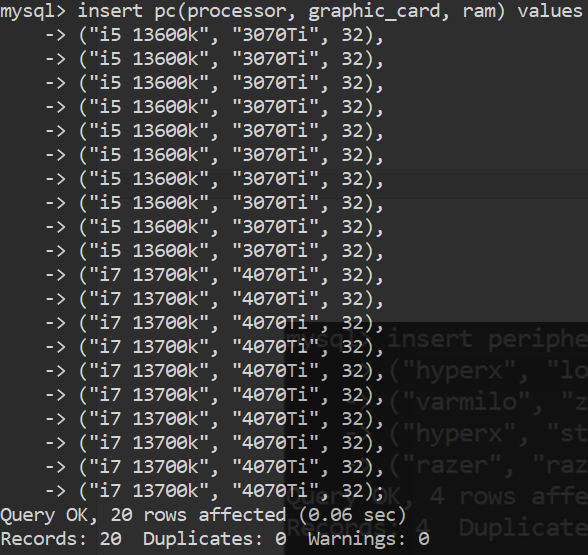 mysql> insert pc(processor, graphic_card, ram) values
-> ("i5 13600k", "3070Ti", 32),
-> ("i5 13600k", "3070Ti", 32),
-> ("i5 13600k", "3070Ti", 32),
-> ("i5 13600k", "3070Ti", 32),
-> ("i5 13600k", "3070Ti", 32),
-> ("i5 13600k", "3070Ti", 32),
-> ("i5 13600k", "3070Ti", 32),
-> ("i5 13600k", "3070Ti", 32),
-> ("i5 13600k", "3070Ti", 32),
-> ("i5 13600k", "3070Ti", 32),
-> ("i7 13700k", "4070Ti", 32),
-> ("i7 13700k", "4070Ti", 32),
-> ("i7 13700k", "4070Ti", 32),
-> ("i7 13700k", "4070Ti", 32),
-> ("i7 13700k", "4070Ti", 32),
-> ("i7 13700k", "4070Ti", 32),
-> ("i7 13700k", "4070Ti", 32),
-> ("i7 13700k", "4070Ti", 32),
-> ("i7 13700k", "4070Ti", 32),
-> ("i7 13700k", "4070Ti", 32);
Query OK, 20 rows affected (0.06 sec)
Records: 20  Duplicates: 0  Warnings: 0
mysql> insert periphe
("hyperx", "lo
("varmilo", "z
("hyperx", "st
("razer", "raz
Query OK, 4 rows affe
Records: 4  Duplicate